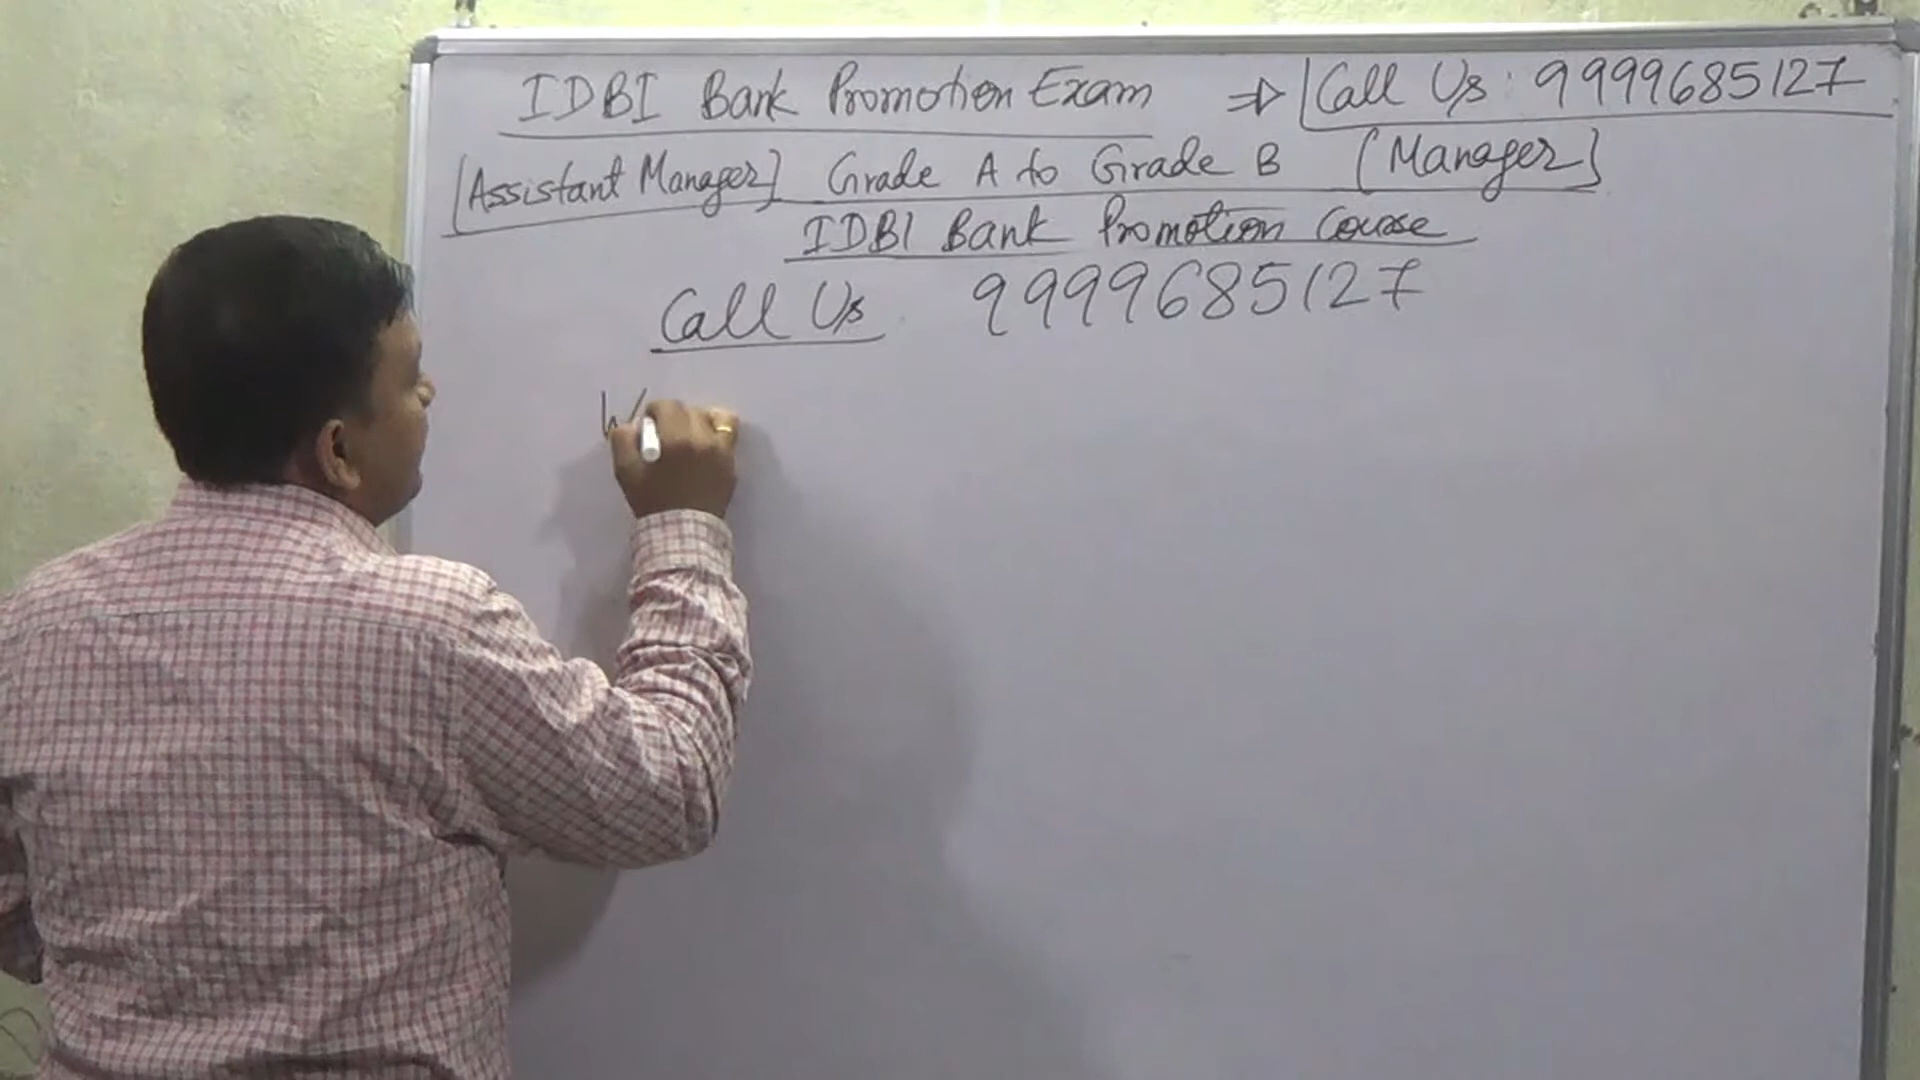 IDBI Bank Promotion Exam ⇒ Call Us: 9999685127
[Assistant Manager] Grade A to Grade B [Manager]
IDBI Bank Promotion Course
Call Us 9999685127
W